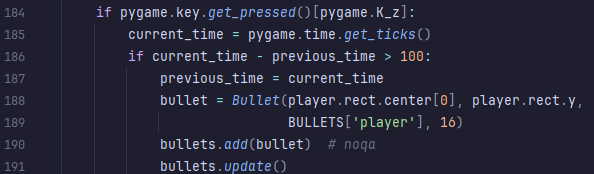 184 if pygame.key.get_pressed()[pygame.K_z]:
185 current_time = pygame.time.get_ticks()
186 if current_time - previous_time > 100:
187 previous_time = current_time
188 bullet = Bullet(player.rect.center[0], player.rect.y,
189 BULLETS['player'], 16)
190 bullets.add(bullet)  # noqa
191 bullets.update()